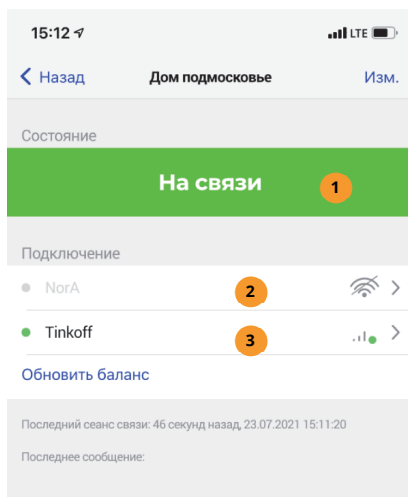 15:12 LTE
Назад Дом подмосковье Изм.
Состояние
На связи 1
Подключение
NorA 2
Tinkoff 3
Обновить баланс
Последний сеанс связи: 46 секунд назад, 23.07.2021 15:11:20
Последнее сообщение: